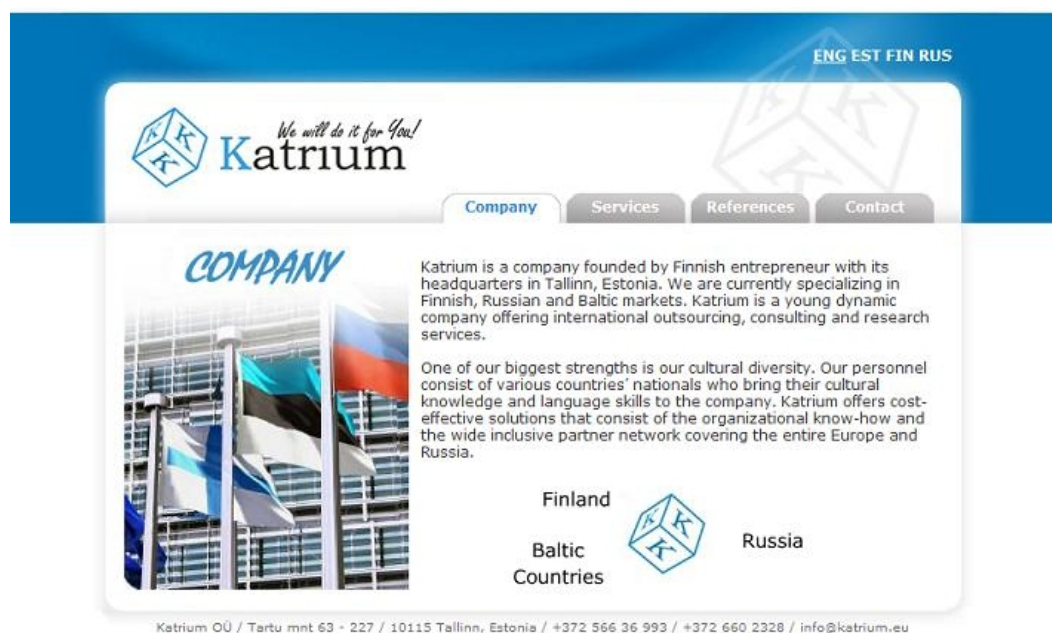 ENG EST FIN RUS
K K K
We will do it for You!
Katrium
K K K
Company Services References Contact
COMPANY
Katrium is a company founded by Finnish entrepreneur with its
headquarters in Tallinn, Estonia. We are currently specializing in
Finnish, Russian and Baltic markets. Katrium is a young dynamic
company offering international outsourcing, consulting and research
services.
One of our biggest strengths is our cultural diversity. Our personnel
consist of various countries´ nationals who bring their cultural
knowledge and language skills to the company. Katrium offers cost-
effective solutions that consist of the organizational know-how and
the wide inclusive partner network covering the entire Europe and
Russia.
Finland
K K K
Russia
Baltic
Countries
Katrium OÜ / Tartu mnt 63 - 227 / 10115 Tallinn, Estonia / +372 566 36 993 / +372 660 2328 / info@katrium.eu